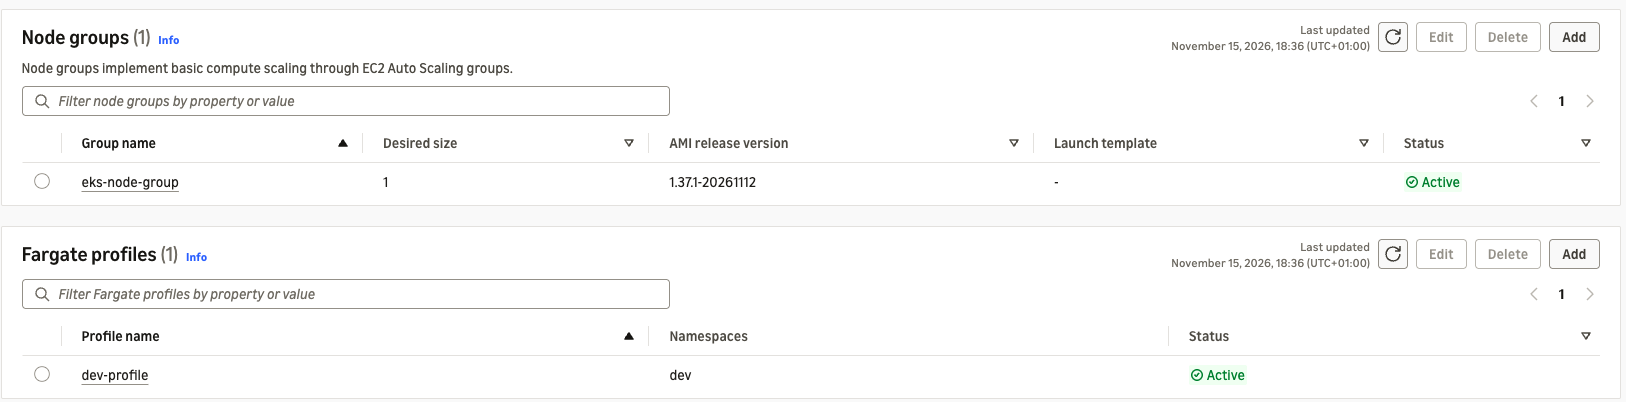 Node groups (1) Info
Last updated
November 15, 2026, 18:36 (UTC+01:00)
Edit
Delete
Add
Node groups implement basic compute scaling through EC2 Auto Scaling groups.
Filter node groups by property or value
1
Group name Desired size AMI release version Launch template Status
eks-node-group 1 1.37.1-20261112 - Active
Fargate profiles (1) Info
Last updated
November 15, 2026, 18:36 (UTC+01:00)
Edit
Delete
Add
Filter Fargate profiles by property or value
1
Profile name Namespaces Status
dev-profile dev Active